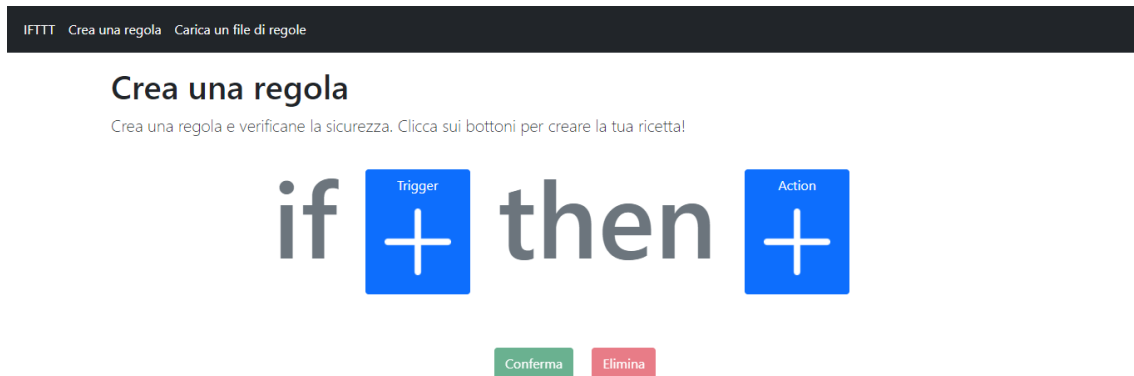 IFTTT Crea una regola Carica un file di regole
Crea una regola
Crea una regola e verificane la sicurezza. Clicca sui bottoni per creare la tua ricetta!
if Trigger then Action
Conferma Elimina